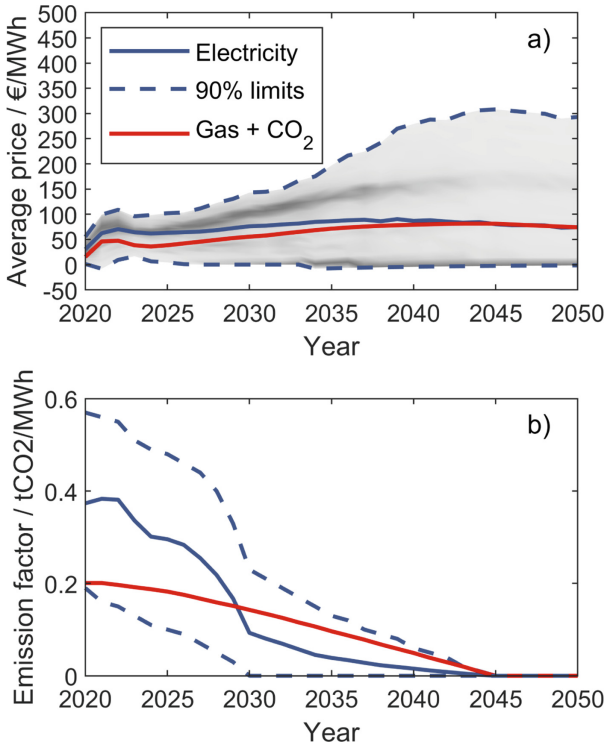 a)
Electricity
90% limits
Gas + CO₂
Average price / €/MWh
500
450
400
350
300
250
200
150
100
50
0
-50
2020 2025 2030 2035 2040 2045 2050
Year
b)
Emission factor / tCO2/MWh
0.6
0.4
0.2
0
2020 2025 2030 2035 2040 2045 2050
Year